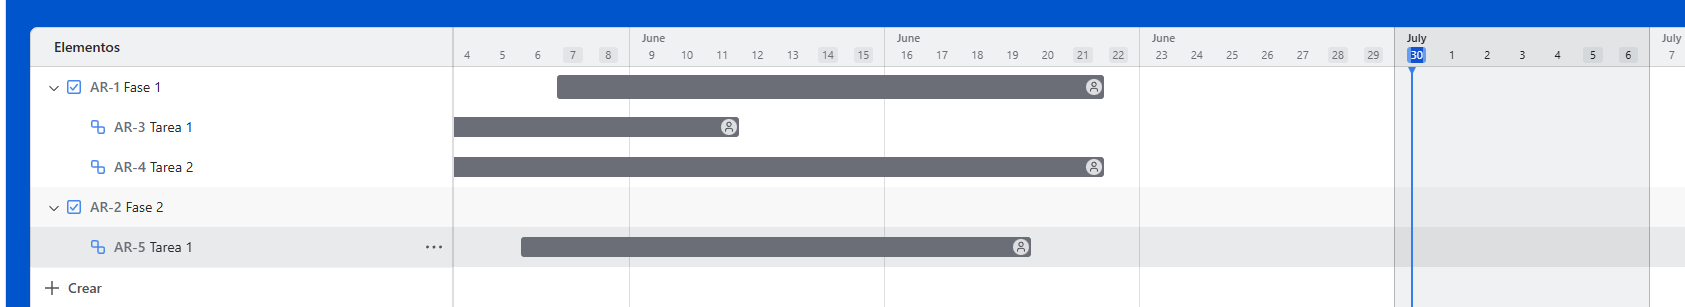 Elementos
June June June July July
4 5 6 7 8 9 10 11 12 13 14 15 16 17 18 19 20 21 22 23 24 25 26 27 28 29 30 1 2 3 4 5 6 7
AR-1 Fase 1
AR-3 Tarea 1
AR-4 Tarea 2
AR-2 Fase 2
AR-5 Tarea 1
Crear